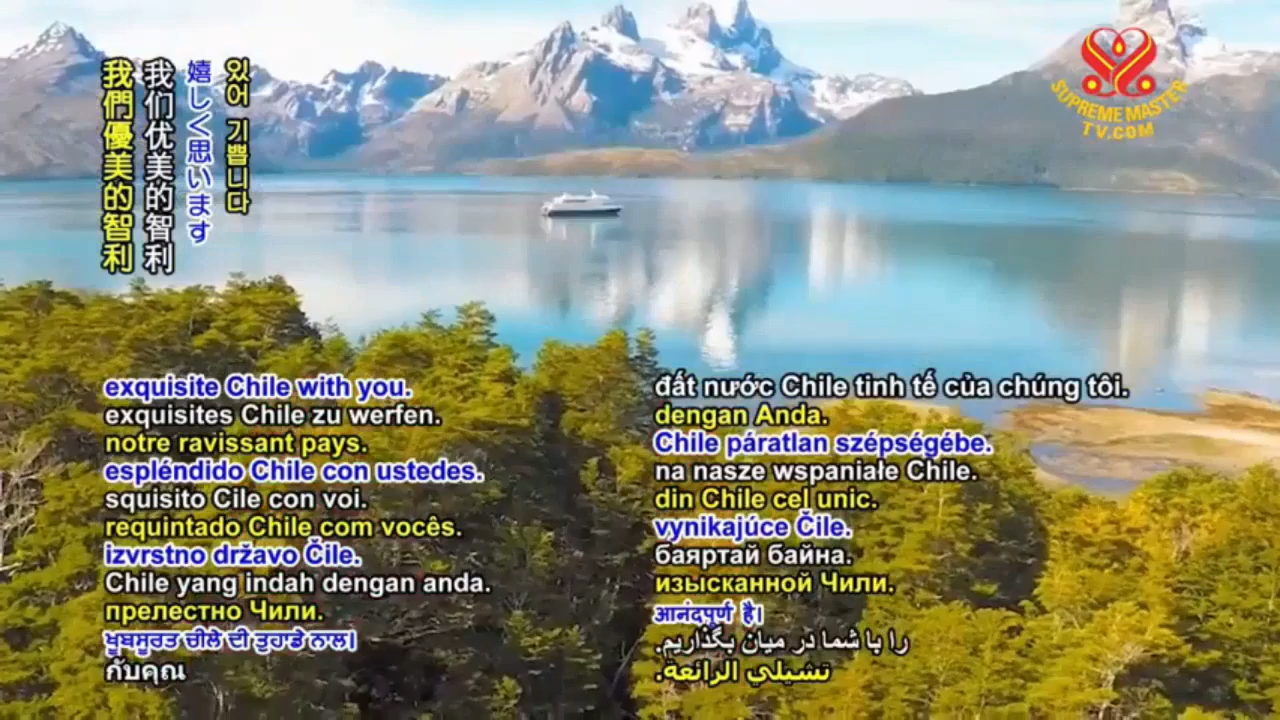 있어 기쁩니다
嬉しく思います
我们优美的智利
我們優美的智利
SUPREME MASTER
TV.COM
exquisite Chile with you.
exquisites Chile zu werfen.
notre ravissant pays.
espléndido Chile con ustedes.
squisito Cile con voi.
requintado Chile com vocês.
izvrstno državo Čile.
Chile yang indah dengan anda.
прелестно Чили.
ਖੂਬਸੂਰਤ ਚੀਲੇ ਦੀ ਤੁਹਾਡੇ ਨਾਲ।
กับคุณ
đất nước Chile tinh tế của chúng tôi.
dengan Anda.
Chile páratlan szépségébe.
na nasze wspaniałe Chile.
din Chile cel unic.
vynikajúce Čile.
баяртай байна.
изысканной Чили.
आनंदपूर्ण है।
را با شما در میان بگذاریم.
تشيلي الرائعة.